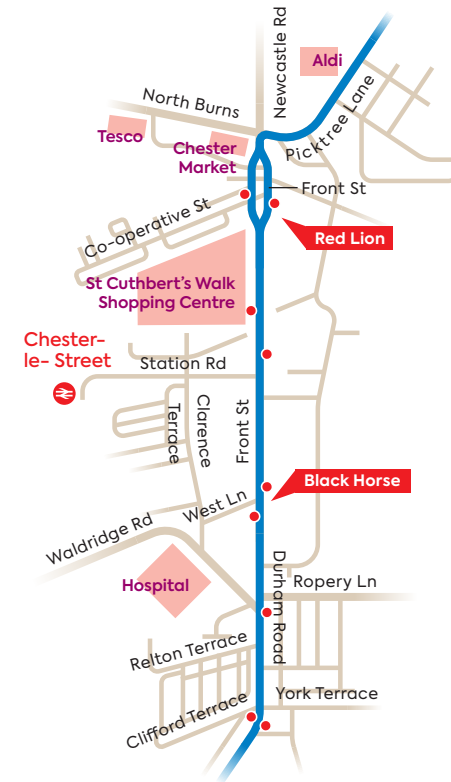 Newcastle Rd
Aldi
North Burns
Tesco
Chester
Market
Picktree Lane
Front St
Co-operative St
Red Lion
St Cuthbert's Walk
Shopping Centre
Chester-
le- Street
Station Rd
Clarence
Terrace
Front St
Black Horse
West Ln
Waldridge Rd
Hospital
Durham Road
Ropery Ln
Relton Terrace
York Terrace
Clifford Terrace